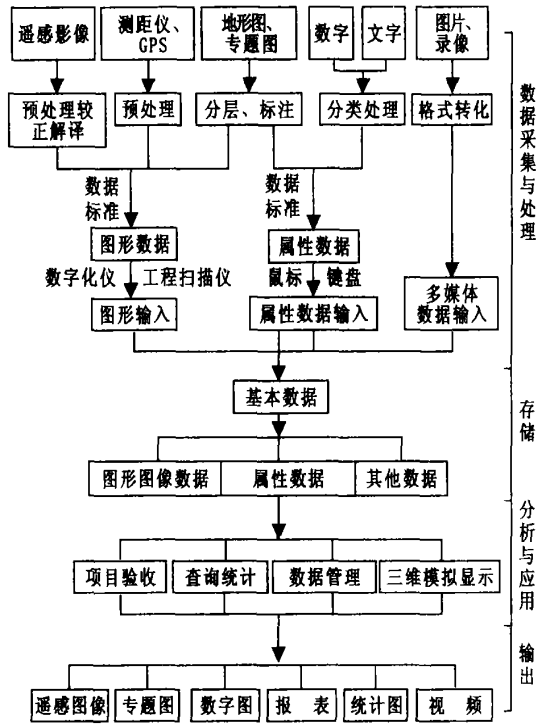 遥感影像
测距仪、
GPS
地形图、
专题图
数字
文字
图片、
录像
预处理较
正解译
预处理
分层、标注
分类处理
格式转化
数据
标准
数据
标准
图形数据
属性数据
数字化仪
工程扫描仪
鼠标
键盘
图形输入
属性数据输入
多媒体
数据输入
基本数据
图形图像数据
属性数据
其他数据
项目验收
查询统计
数据管理
三维模拟显示
遥感图像
专题图
数字图
报 表
统计图
视 频
数据采集与处理
存储
分析与应用
输出